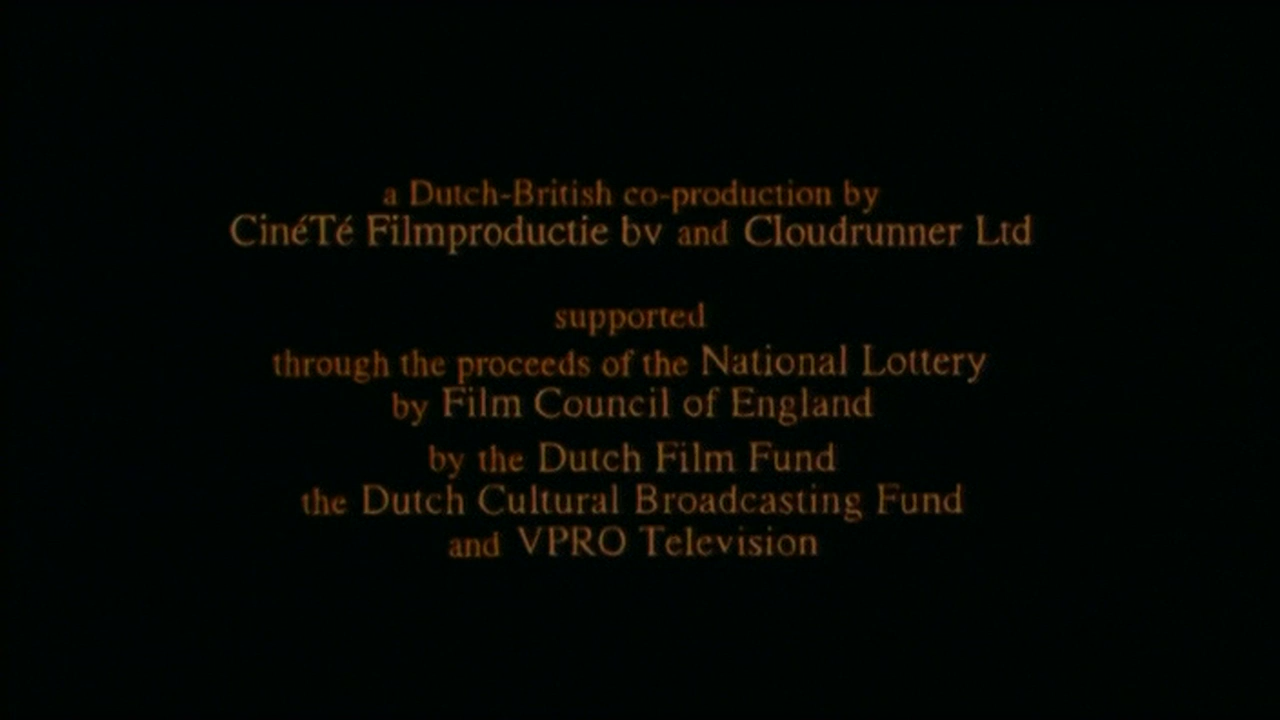 a Dutch-British co-production by
CinéTé Filmproductie bv and Cloudrunner Ltd
supported
through the proceeds of the National Lottery
by Film Council of England
by the Dutch Film Fund
the Dutch Cultural Broadcasting Fund
and VPRO Television